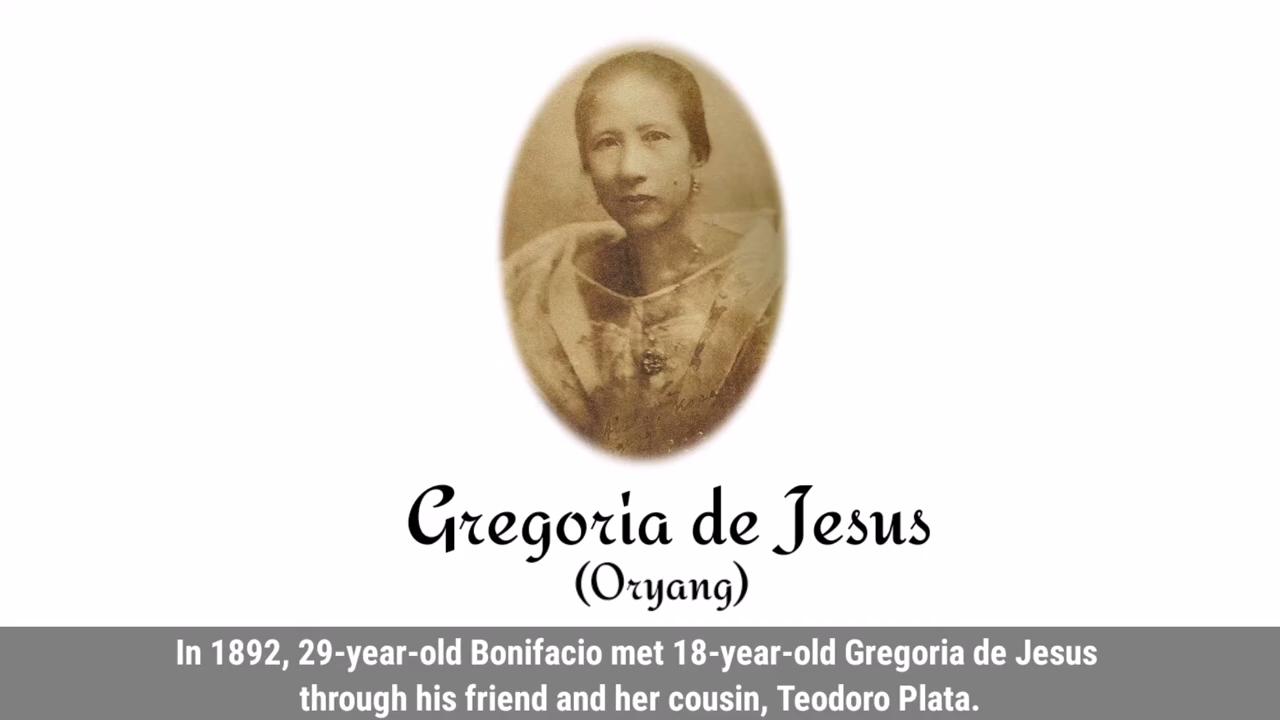 Gregoria de Jesus
(Oryang)
In 1892, 29-year-old Bonifacio met 18-year-old Gregoria de Jesus
through his friend and her cousin, Teodoro Plata.